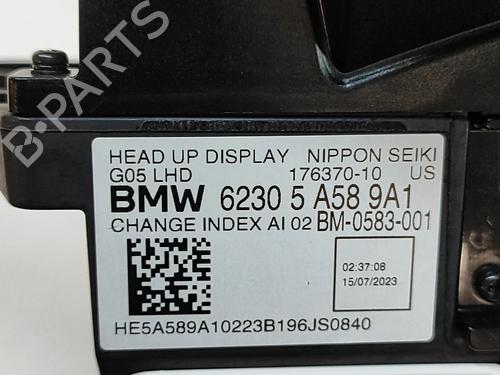 B-PARTS
HEAD UP DISPLAY NIPPON SEIKI
G05 LHD 176370-10 US
BMW 6230 5 A58 9A1
CHANGE INDEX AI 02 BM-0583-001
02:37:08
15/07/2023
HE5A589A10223B196JS0840